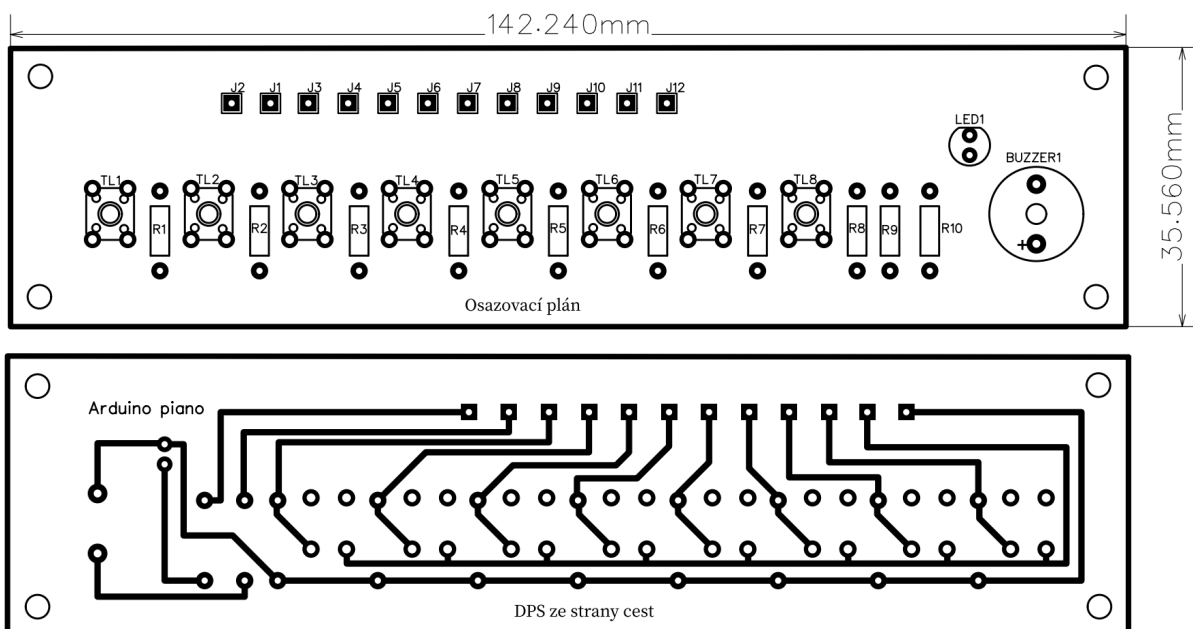 142.240mm
J2 J1 J3 J4 J5 J6 J7 J8 J9 J10 J11 J12
LED1
BUZZER1
35.560mm
TL1 TL2 TL3 TL4 TL5 TL6 TL7 TL8
R1 R2 R3 R4 R5 R6 R7 R8 R9 R10
+
Osazovací plán
Arduino piano
DPS ze strany cest